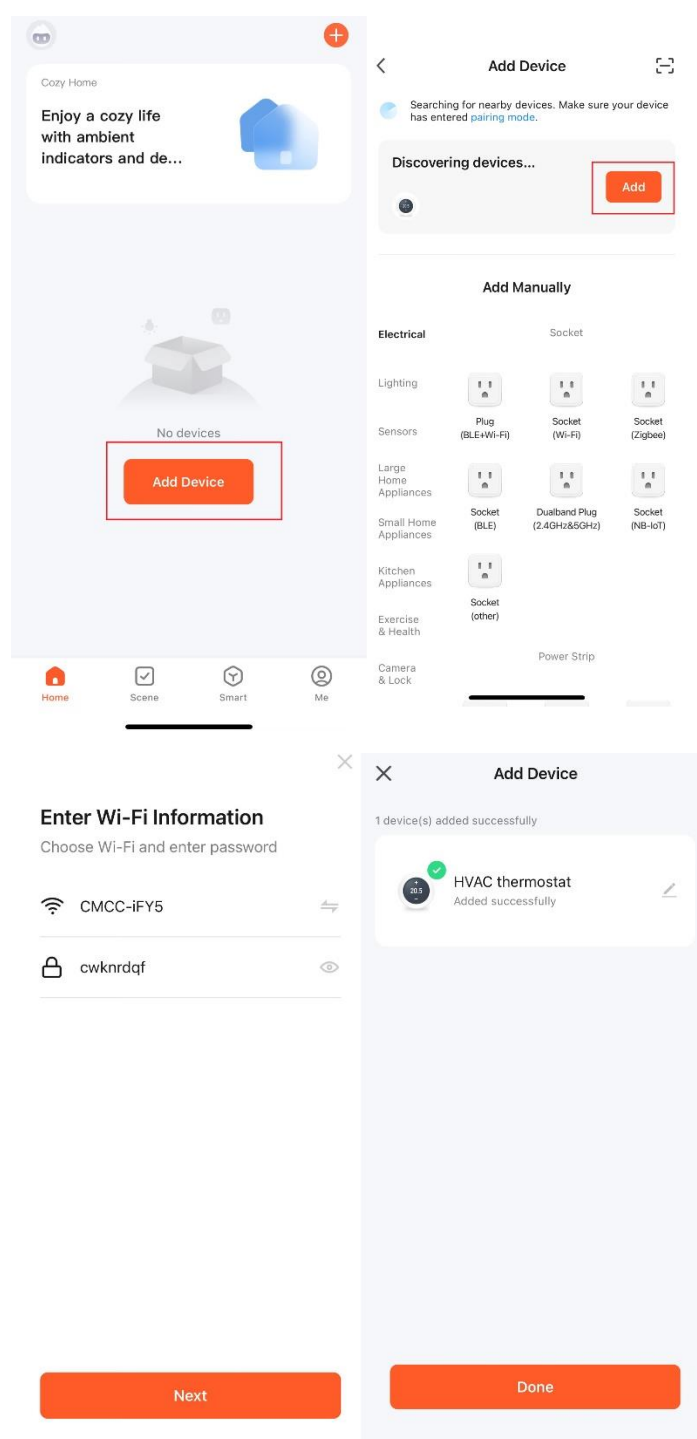 Cozy Home
Enjoy a cozy life
with ambient
indicators and de...
No devices
Add Device
Home
Scene
Smart
Me
Add Device
Searching for nearby devices. Make sure your device
has entered pairing mode.
Discovering devices...
Add
Add Manually
Electrical
Socket
Lighting
Sensors
Large
Home
Appliances
Small Home
Appliances
Kitchen
Appliances
Exercise
& Health
Camera
& Lock
Plug
(BLE+Wi-Fi)
Socket
(Wi-Fi)
Socket
(Zigbee)
Socket
(BLE)
Dualband Plug
(2.4GHz&5GHz)
Socket
(NB-IoT)
Socket
(other)
Power Strip
Enter Wi-Fi Information
Choose Wi-Fi and enter password
CMCC-iFY5
cwknrdqf
Next
Add Device
1 device(s) added successfully
20.5
HVAC thermostat
Added successfully
Done